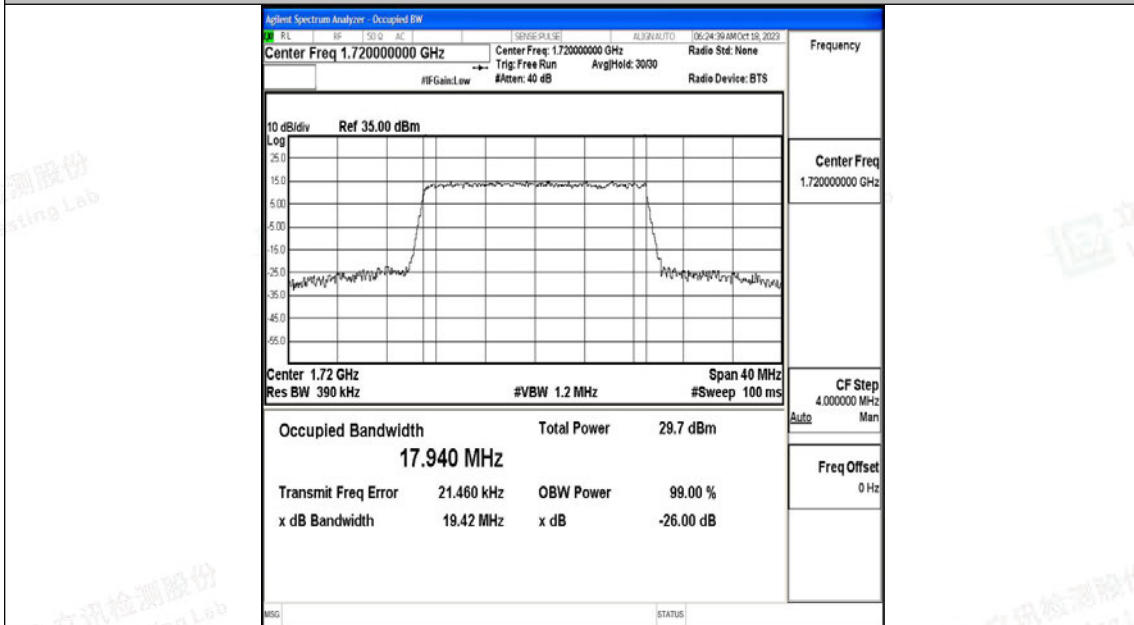 Agilent Spectrum Analyzer - Occupied BW
RL RF 50 Ω AC SENSE:PULSE ALIGN AUTO 06:24:39 AM Oct 18, 2023
Center Freq 1.720000000 GHz
Center Freq: 1.720000000 GHz
Radio Std: None
Trig: Free Run Avg|Hold: 30/30
#IFGain:Low #Atten: 40 dB
Radio Device: BTS
Frequency
10 dB/div Ref 35.00 dBm
Log
25.0
15.0
5.00
-5.00
-15.0
-25.0
-35.0
-45.0
-55.0
Center Freq
1.720000000 GHz
Center 1.72 GHz Span 40 MHz
Res BW 390 kHz #VBW 1.2 MHz #Sweep 100 ms
CF Step
4.000000 MHz
Auto Man
Occupied Bandwidth Total Power 29.7 dBm
17.940 MHz
Freq Offset
0 Hz
Transmit Freq Error 21.460 kHz OBW Power 99.00 %
x dB Bandwidth 19.42 MHz x dB -26.00 dB
MSG STATUS
检测股份